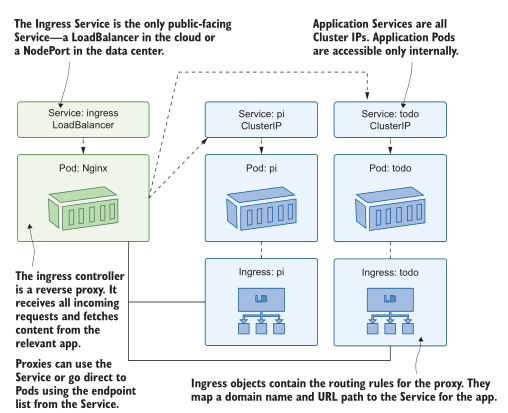 The Ingress Service is the only public-facing
Service—a LoadBalancer in the cloud or
a NodePort in the data center.
Application Services are all
Cluster IPs. Application Pods
are accessible only internally.
Service: ingress
LoadBalancer
Service: pi
ClusterIP
Service: todo
ClusterIP
Pod: Nginx
Pod: pi
Pod: todo
Ingress: pi
LB
Ingress: todo
LB
The ingress controller
is a reverse proxy. It
receives all incoming
requests and fetches
content from the
relevant app.
Proxies can use the
Service or go direct to
Pods using the endpoint
list from the Service.
Ingress objects contain the routing rules for the proxy. They
map a domain name and URL path to the Service for the app.